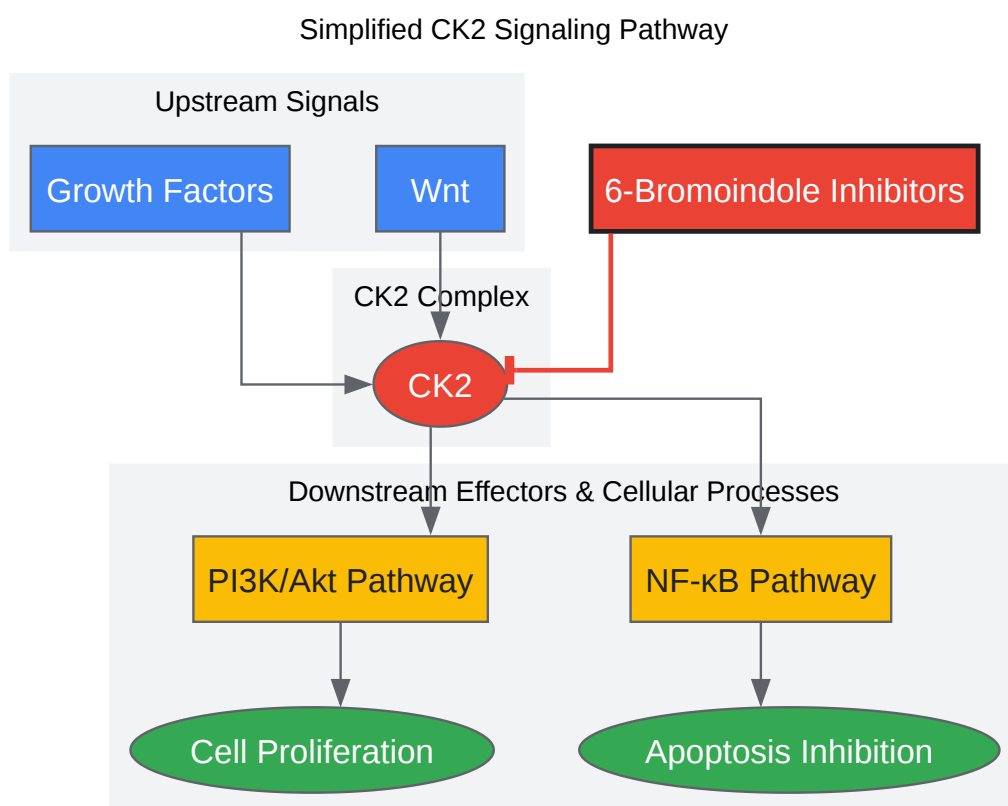 Simplified CK2 Signaling Pathway
Upstream Signals
Growth Factors
Wnt
6-Bromoindole Inhibitors
CK2 Complex
CK2
Downstream Effectors & Cellular Processes
PI3K/Akt Pathway
NF-κB Pathway
Cell Proliferation
Apoptosis Inhibition